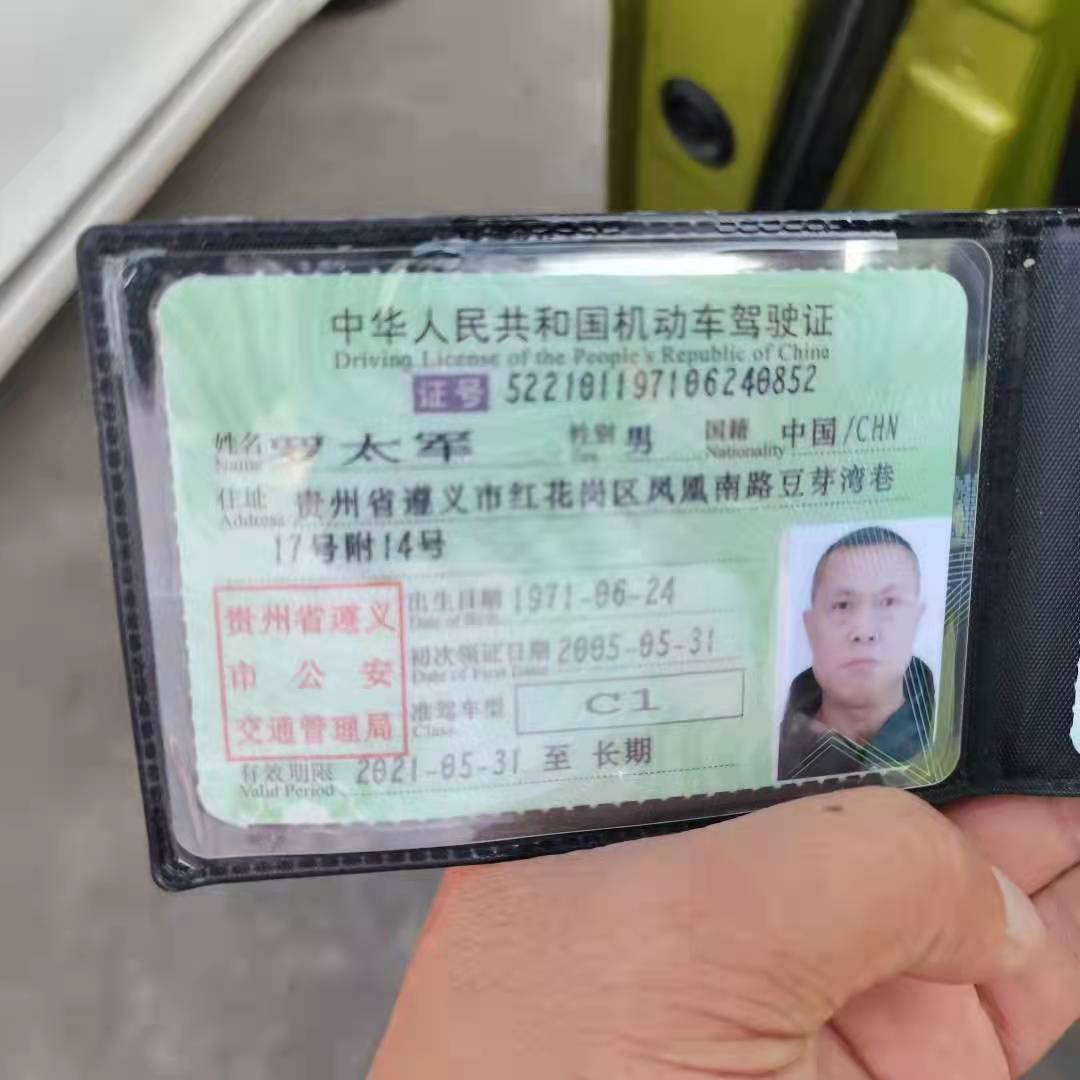 中华人民共和国机动车驾驶证
Driving License of the People's Republic of China
证号 522101197106240852
姓名 罗太军 性别 男 国籍 中国/CHN
Name Sex Nationality
住址 贵州省遵义市红花岗区凤凰南路豆芽湾巷
Address
17号附14号
贵州省遵义
市公安
交通管理局
出生日期 1971-06-24
Date of Birth
初次领证日期 2005-05-31
Date of First Issue
准驾车型 C1
Class
有效期限 2021-05-31 至 长期
Valid Period